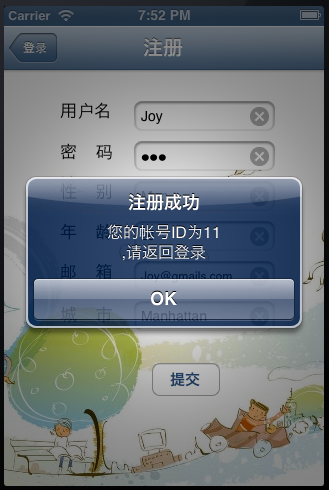 Carrier 7:52 PM
登录 注册
用户名 Joy
密 码 ●●●
性 别
注册成功
年 龄
您的帐号ID为11
,请返回登录
邮 箱 Joy@gmails.com
OK
城 市 Manhattan
提交